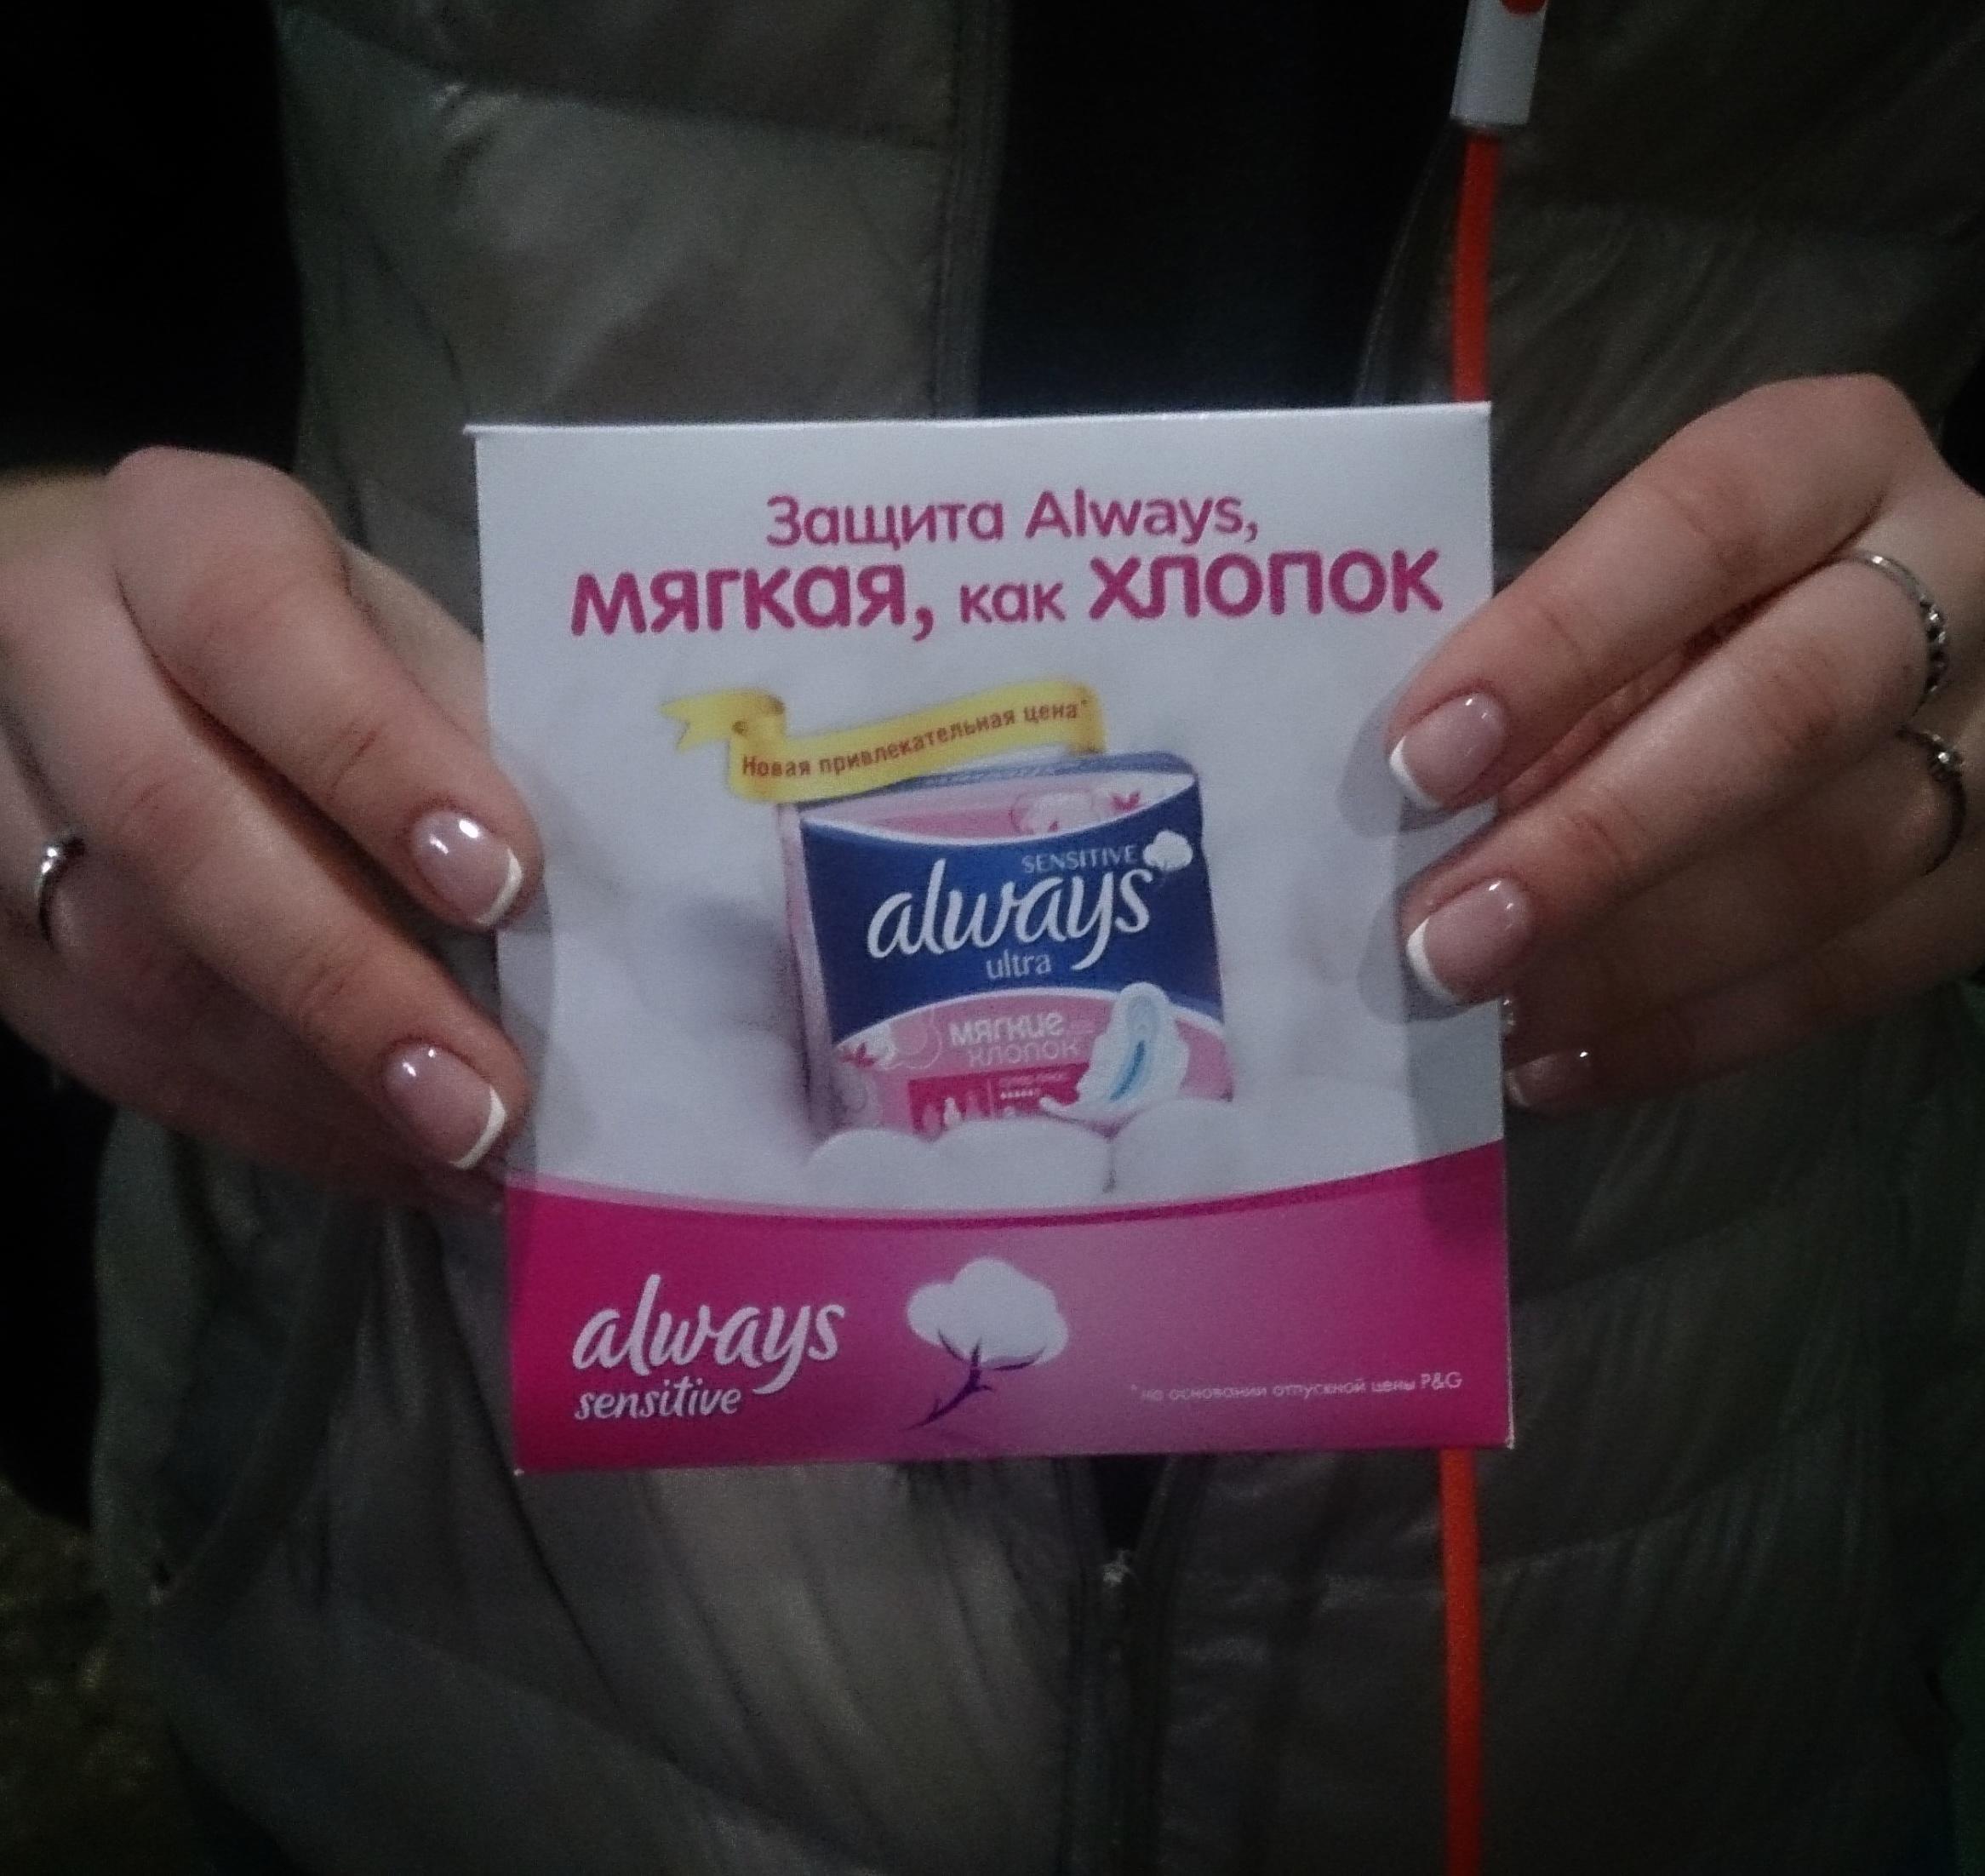 Защита Always,
мягкая, как хлопок
Новая привлекательная цена*
SENSITIVE
always
ultra
мягкие
хлопок
always
sensitive
*на основании отпускной цены P&G